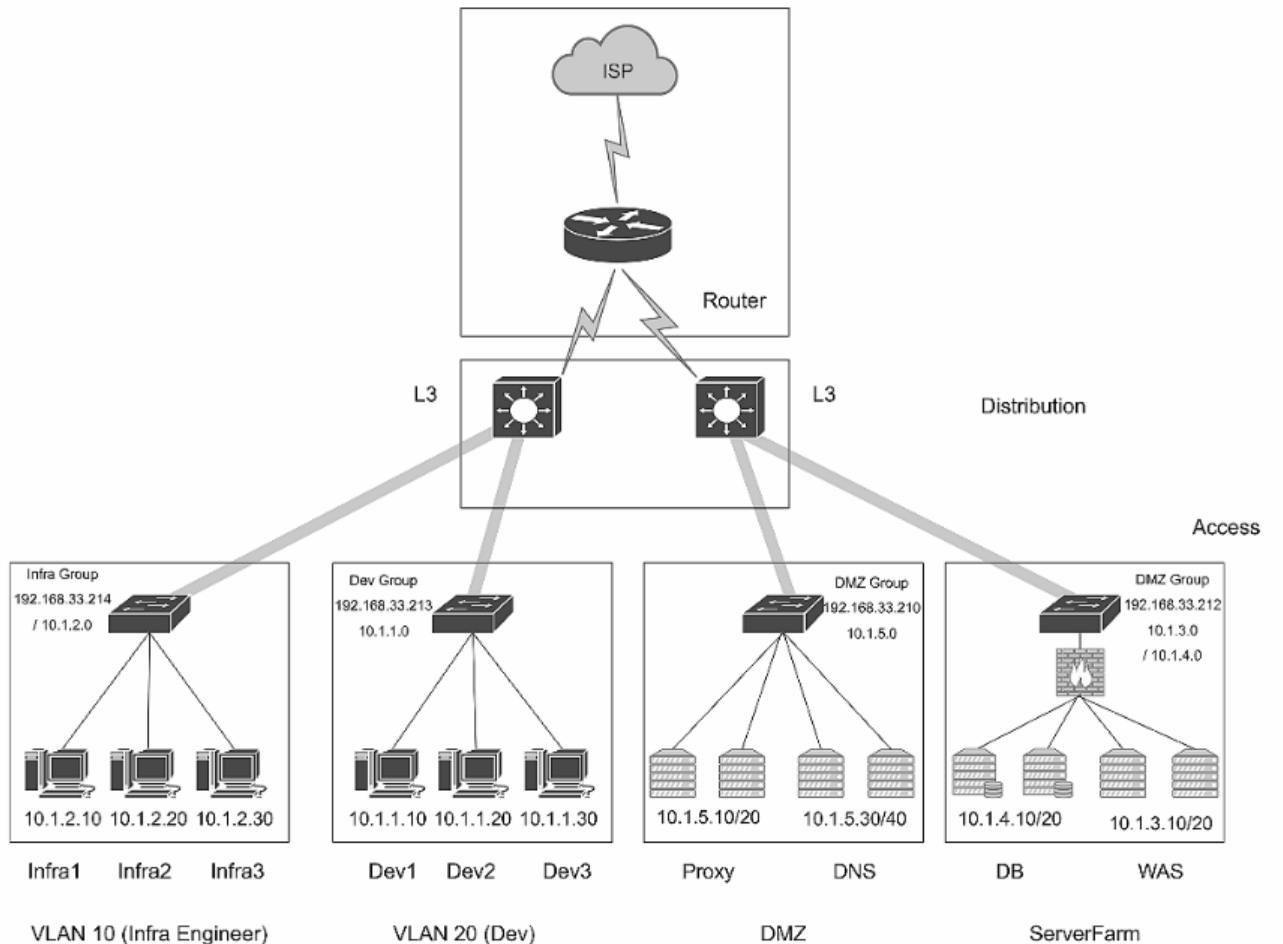 ISP
Router
L3
L3
Distribution
Access
Infra Group
192.168.33.214
/ 10.1.2.0
Dev Group
192.168.33.213
10.1.1.0
DMZ Group
192.168.33.210
10.1.5.0
DMZ Group
192.168.33.212
10.1.3.0
/ 10.1.4.0
10.1.2.10 10.1.2.20 10.1.2.30
10.1.1.10 10.1.1.20 10.1.1.30
10.1.5.10/20
10.1.5.30/40
10.1.4.10/20
10.1.3.10/20
Infra1 Infra2 Infra3
Dev1 Dev2 Dev3
Proxy
DNS
DB
WAS
VLAN 10 (Infra Engineer)
VLAN 20 (Dev)
DMZ
ServerFarm